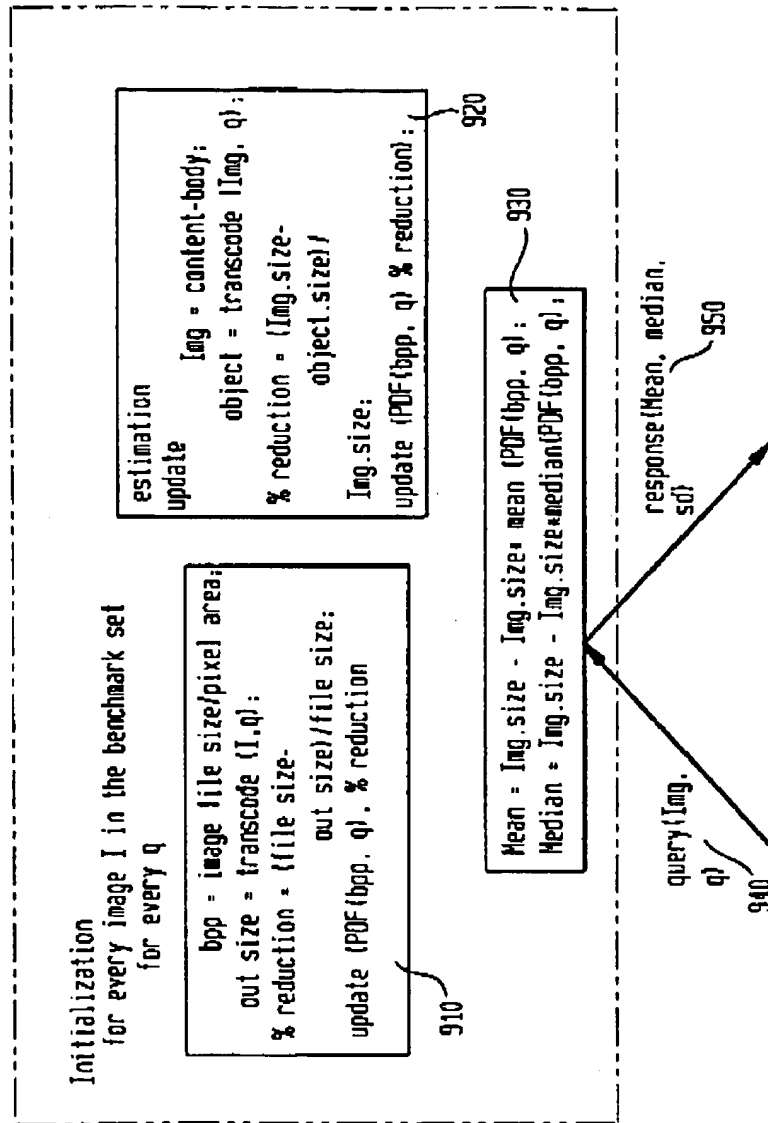 Initialization
for every image I in the benchmark set
for every q
bpp = image file size/pixel area;
out size = transcode (I,q);
% reduction = (file size-
out size)/file size;
update (PDF(bpp, q), % reduction
910
estimation
update
Img = content-body;
object = transcode (Img, q);
% reduction = (Img.size-
object.size)/
Img.size;
update (PDF(bpp, q) % reduction);
920
Mean = Img.size - Img.size* mean (PDF(bpp, q);
Median = Img.size - Img.size*median(PDF(bpp, q);
930
query(Img,
q)
940
response(Mean, median,
sd)
950